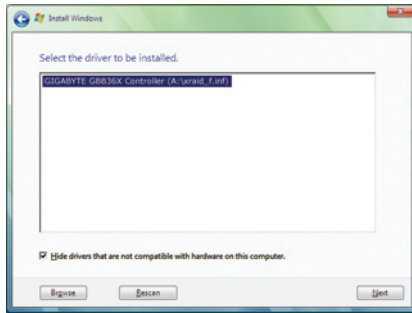 Install Windows
Select the driver to be installed.
GIGABYTE GBB36X Controller (A:\xraid_f.inf)
Hide drivers that are not compatible with hardware on this computer.
Browse Rescan Next